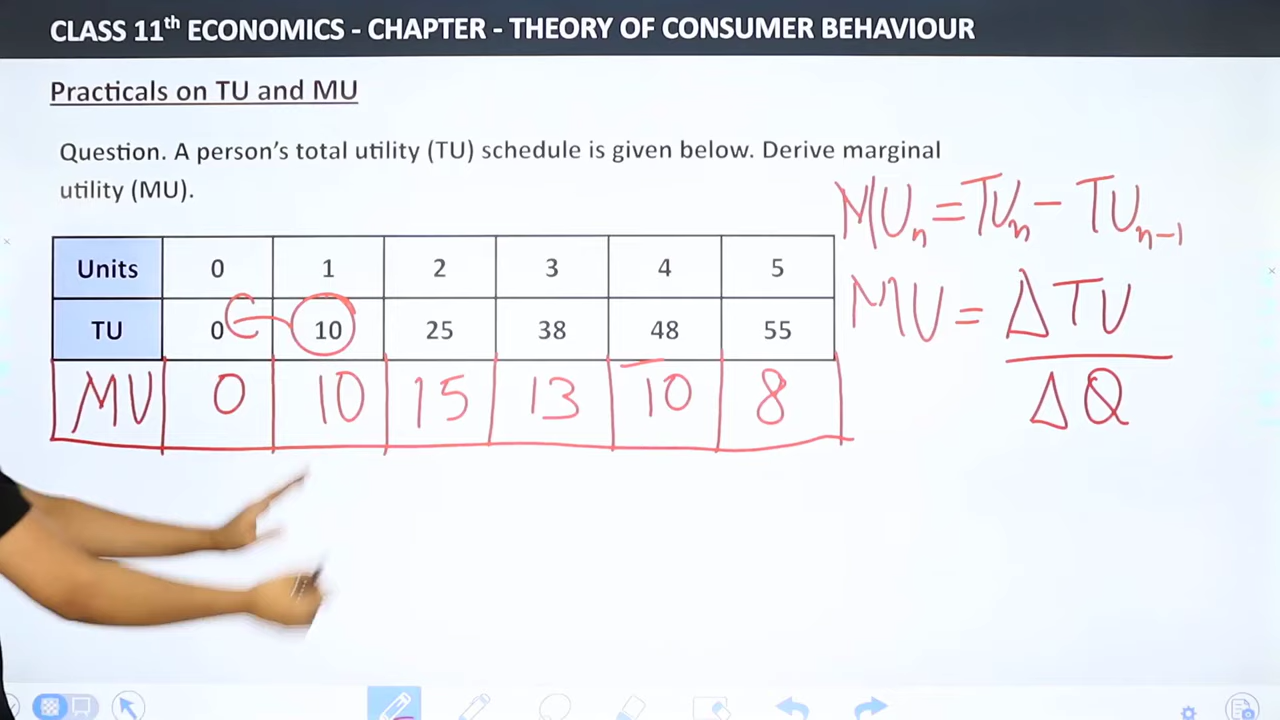 CLASS 11th ECONOMICS - CHAPTER - THEORY OF CONSUMER BEHAVIOUR
Practicals on TU and MU
Question. A person's total utility (TU) schedule is given below. Derive marginal
utility (MU).
MUn = TUn - TUn-1
Units 0 1 2 3 4 5
MU = ΔTU
ΔQ
TU 0 10 25 38 48 55
MU 0 10 15 13 10 8